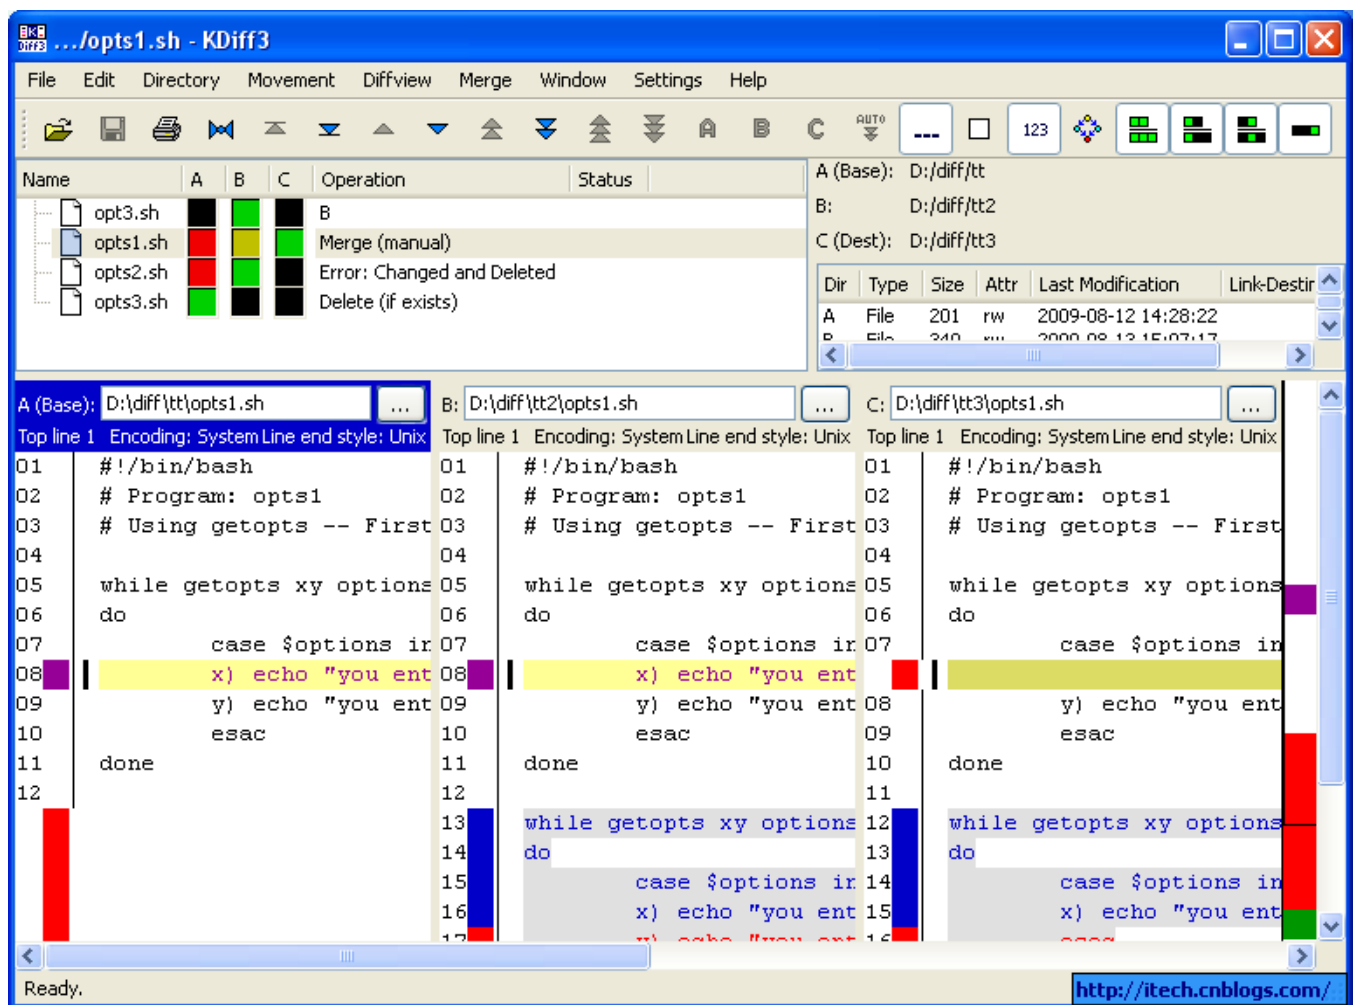 .../opts1.sh - KDiff3
File Edit Directory Movement Diffview Merge Window Settings Help
A B C AUTO --- 123
Name A B C Operation Status
opt3.sh B
opts1.sh Merge (manual)
opts2.sh Error: Changed and Deleted
opts3.sh Delete (if exists)
A (Base): D:/diff/tt
B: D:/diff/tt2
C (Dest): D:/diff/tt3
Dir Type Size Attr Last Modification Link-Destin
A File 201 rw 2009-08-12 14:28:22
A (Base): D:\diff\tt\opts1.sh ... B: D:\diff\tt2\opts1.sh ... C: D:\diff\tt3\opts1.sh ...
Top line 1 Encoding: System Line end style: Unix Top line 1 Encoding: System Line end style: Unix Top line 1 Encoding: System Line end style: Unix
01 #!/bin/bash 01 #!/bin/bash 01 #!/bin/bash
02 # Program: opts1 02 # Program: opts1 02 # Program: opts1
03 # Using getopts -- First 03 # Using getopts -- First 03 # Using getopts -- First
04 04 04
05 while getopts xy options 05 while getopts xy options 05 while getopts xy options
06 do 06 do 06 do
07 case $options in 07 case $options in 07 case $options in
08 x) echo "you ent 08 x) echo "you ent
09 y) echo "you ent 09 y) echo "you ent 08 y) echo "you ent
10 esac 10 esac 09 esac
11 done 11 done 10 done
12 12 11
13 while getopts xy options 12 while getopts xy options
14 do 13 do
15 case $options in 14 case $options in
16 x) echo "you ent 15 x) echo "you ent
17 y) echo "you ent 16 esac
Ready.
http://itech.cnblogs.com/